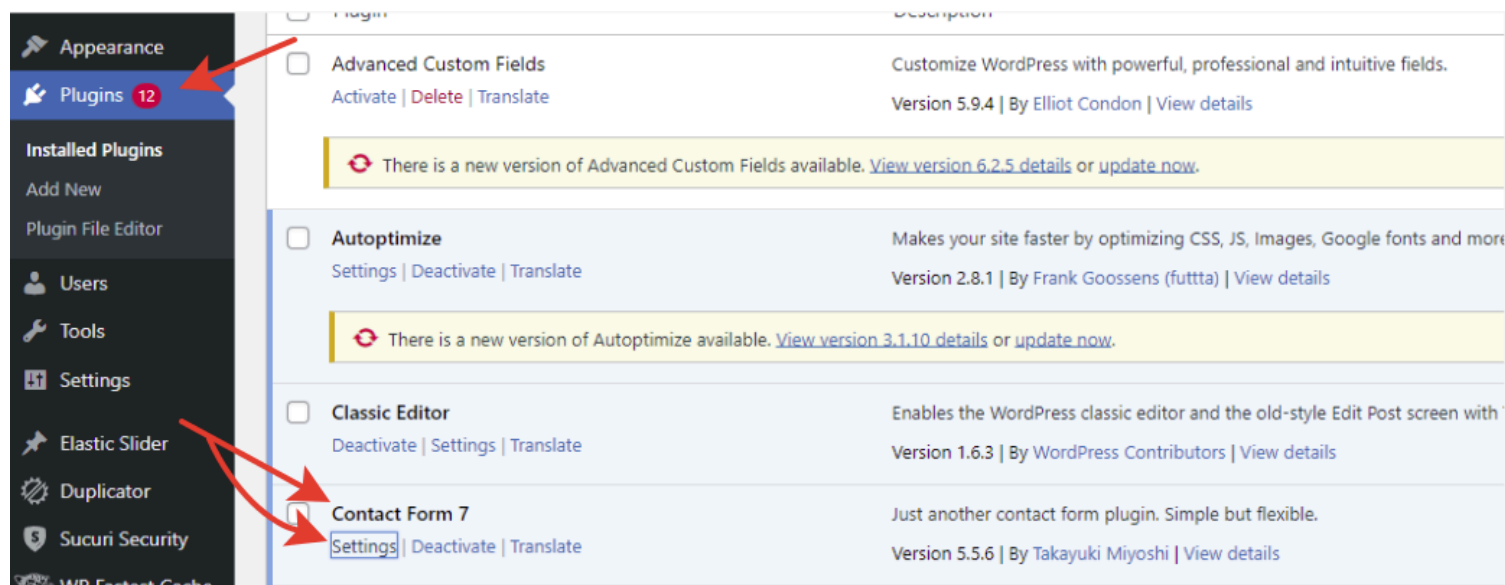 Plugin
Description
Appearance
Plugins 12
Installed Plugins
Add New
Plugin File Editor
Users
Tools
Settings
Elastic Slider
Duplicator
Sucuri Security
WP Fastest Cache
Advanced Custom Fields
Activate | Delete | Translate
Customize WordPress with powerful, professional and intuitive fields.
Version 5.9.4 | By Elliot Condon | View details
There is a new version of Advanced Custom Fields available. View version 6.2.5 details or update now.
Autoptimize
Settings | Deactivate | Translate
Makes your site faster by optimizing CSS, JS, Images, Google fonts and more
Version 2.8.1 | By Frank Goossens (futtta) | View details
There is a new version of Autoptimize available. View version 3.1.10 details or update now.
Classic Editor
Deactivate | Settings | Translate
Enables the WordPress classic editor and the old-style Edit Post screen with
Version 1.6.3 | By WordPress Contributors | View details
Contact Form 7
Settings | Deactivate | Translate
Just another contact form plugin. Simple but flexible.
Version 5.5.6 | By Takayuki Miyoshi | View details